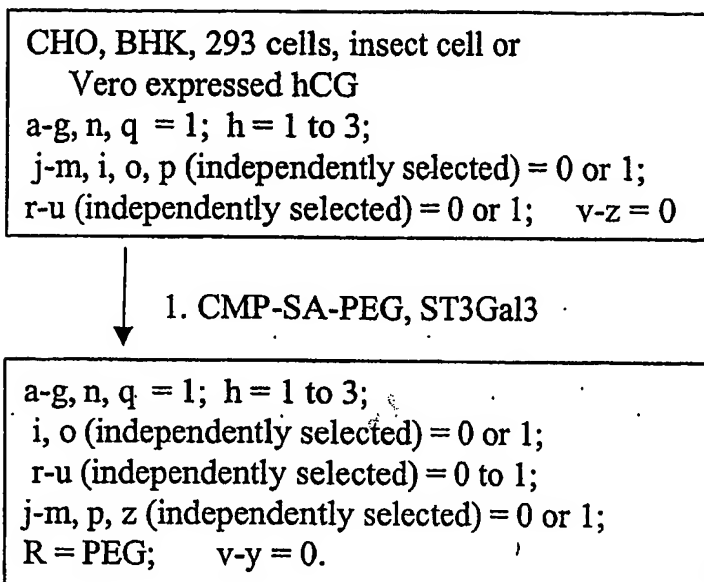 CHO, BHK, 293 cells, insect cell or
Vero expressed hCG
a-g, n, q = 1; h = 1 to 3;
j-m, i, o, p (independently selected) = 0 or 1;
r-u (independently selected) = 0 or 1; v-z = 0
1. CMP-SA-PEG, ST3Gal3
a-g, n, q = 1; h = 1 to 3;
i, o (independently selected) = 0 or 1;
r-u (independently selected) = 0 to 1;
j-m, p, z (independently selected) = 0 or 1;
R = PEG; v-y = 0.